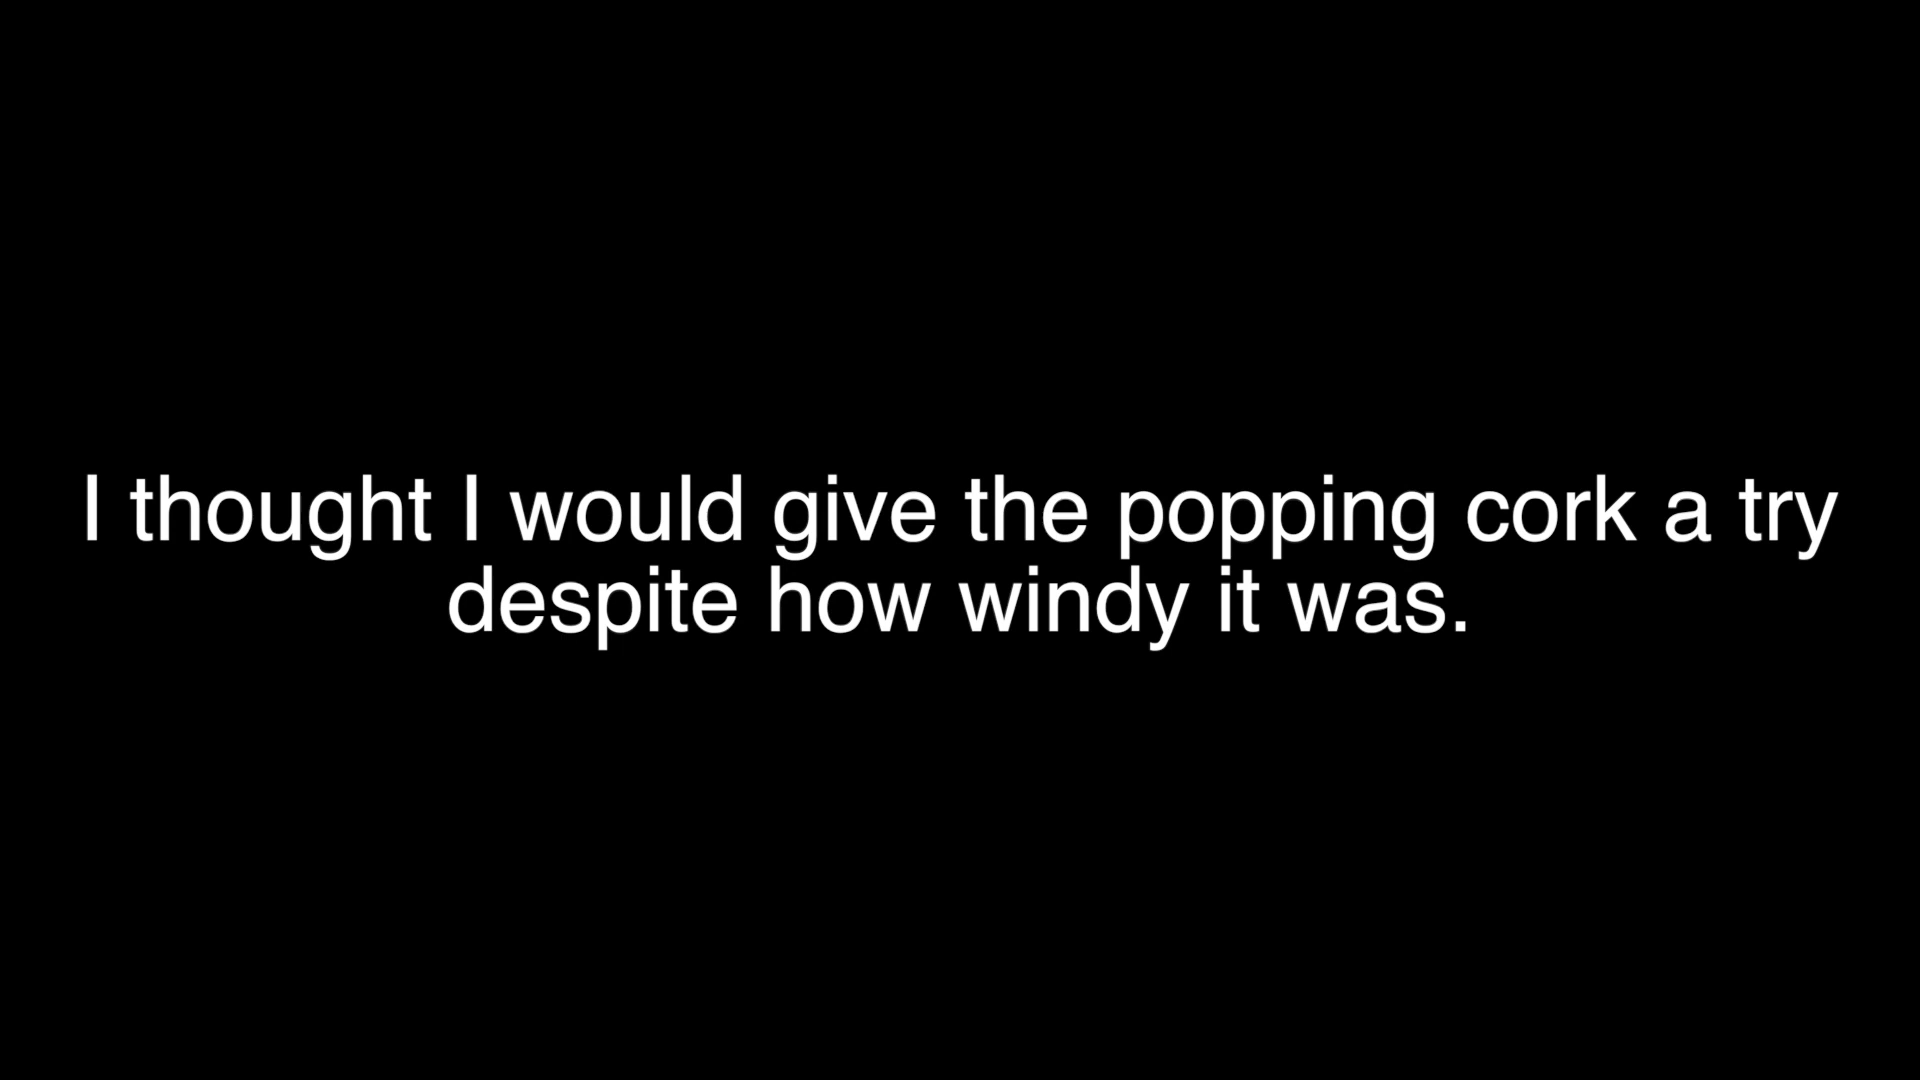 I thought I would give the popping cork a try
despite how windy it was.